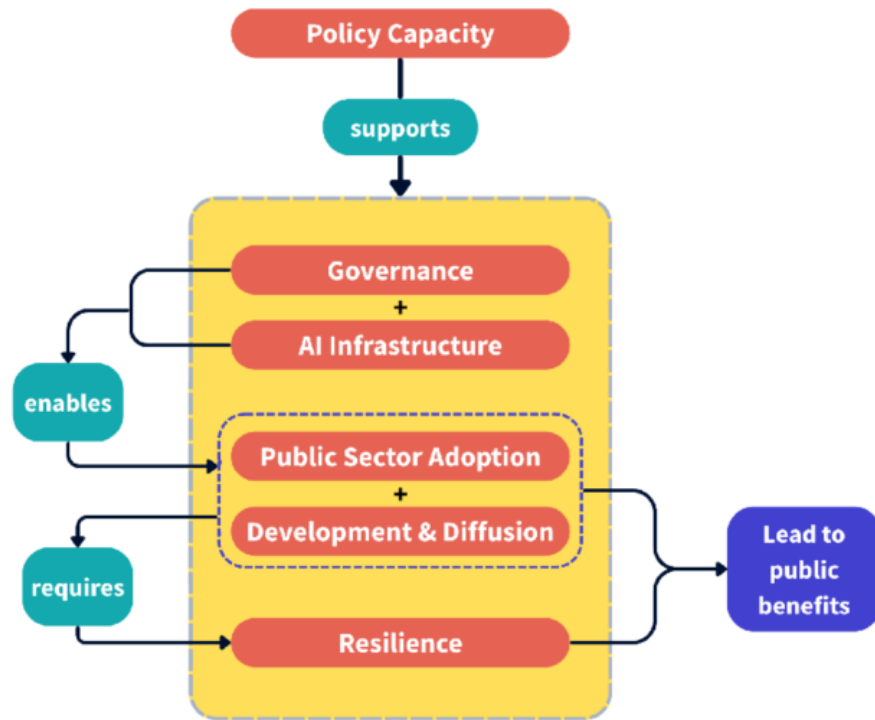 Policy Capacity
supports
Governance
+
AI Infrastructure
enables
Public Sector Adoption
+
Development & Diffusion
requires
Resilience
Lead to
public
benefits